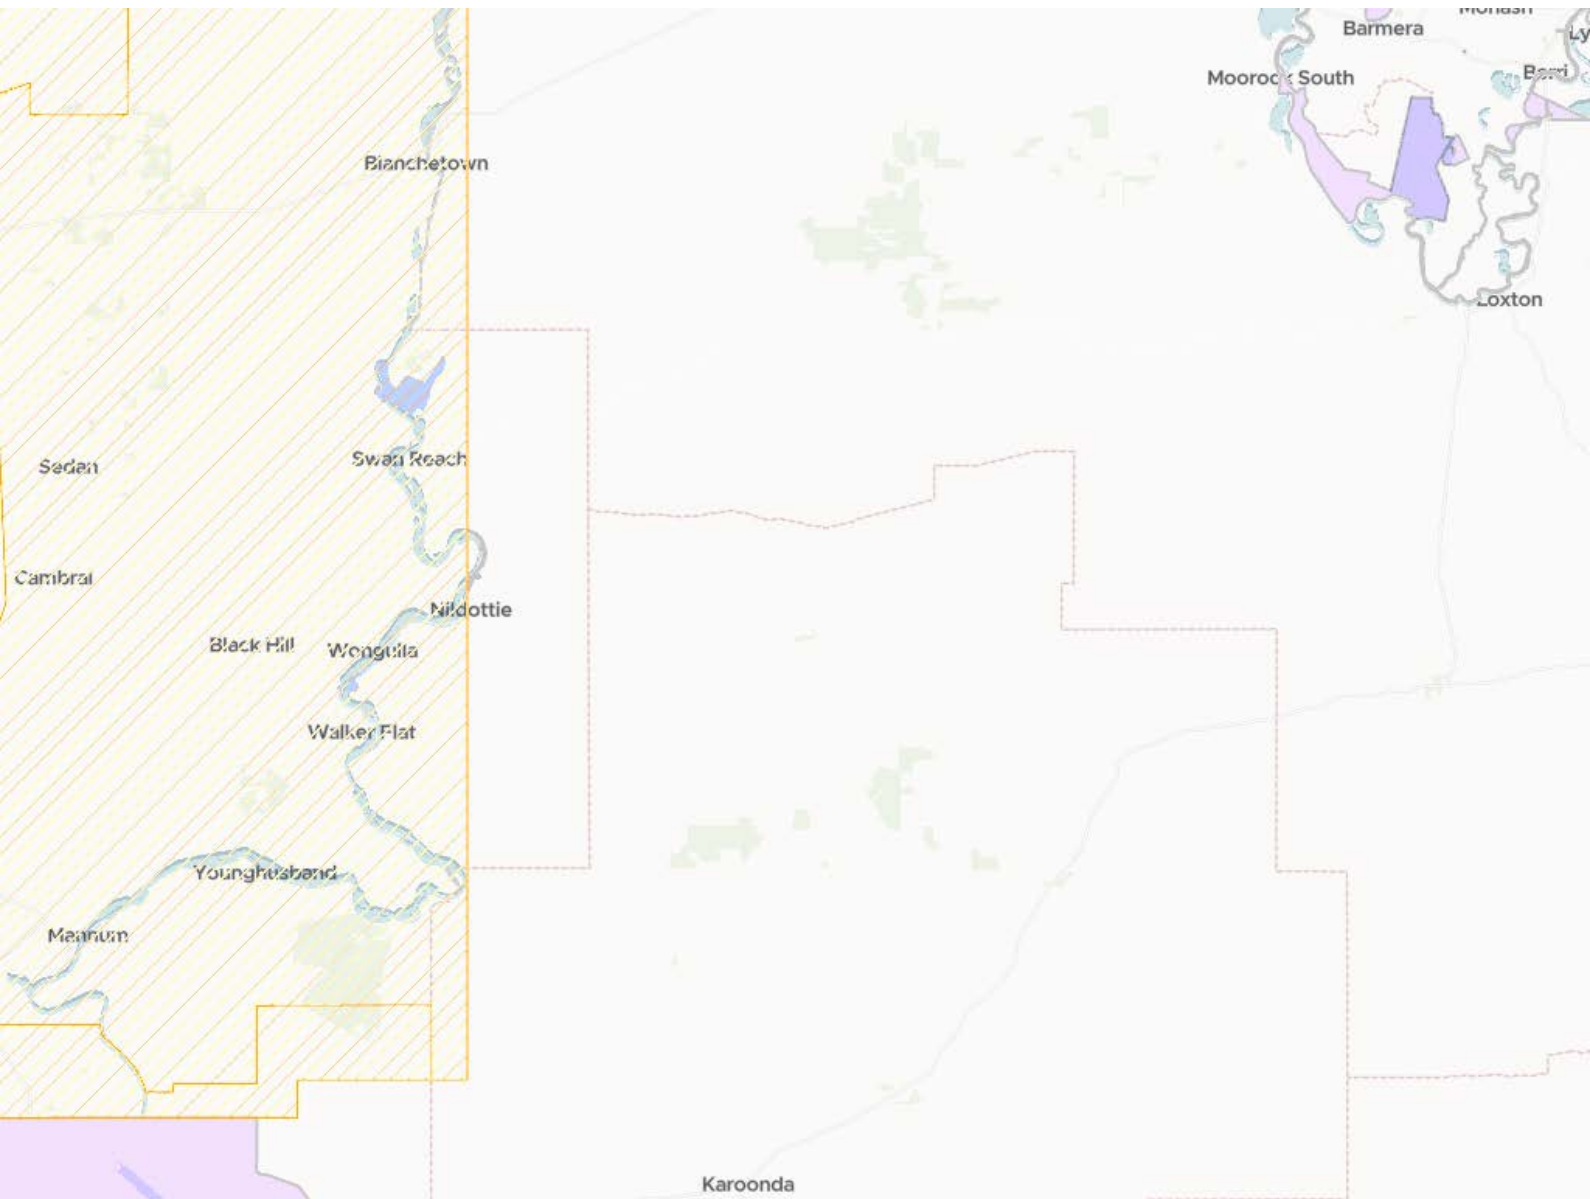 Barmera
Moorook South
Berri
Blanchetown
Loxton
Swan Reach
Sedan
Cambrai
Nildottie
Black Hill
Wongulla
Walker Flat
Younghusband
Mannum
Karoonda